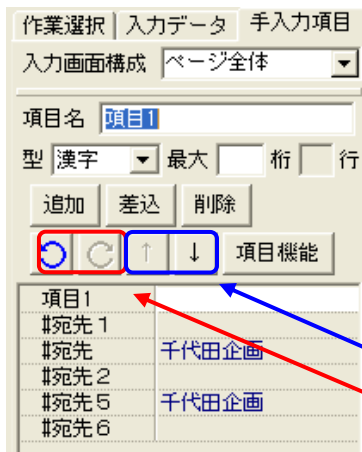 作業選択 入力データ 手入力項目
入力画面構成 ページ全体
項目名 項目1
型 漢字 最大 桁 行
追加 差込 削除
↑ ↓ 項目機能
項目1
#宛先1
#宛先 千代田企画
#宛先2
#宛先5 千代田企画
#宛先6